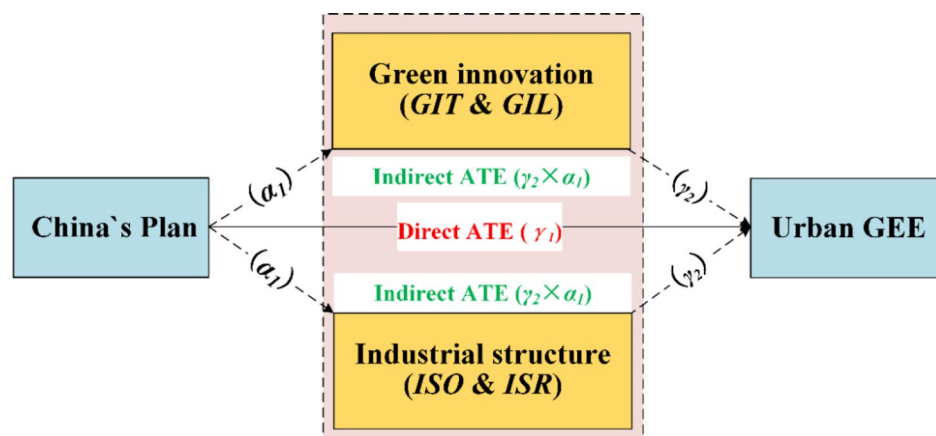 Green innovation
(GIT & GIL)
(α₁)
Indirect ATE (γ₂×α₁)
(γ₂)
China`s Plan
Direct ATE ( γ₁)
Urban GEE
(α₁)
Indirect ATE (γ₂×α₁)
(γ₂)
Industrial structure
(ISO & ISR)